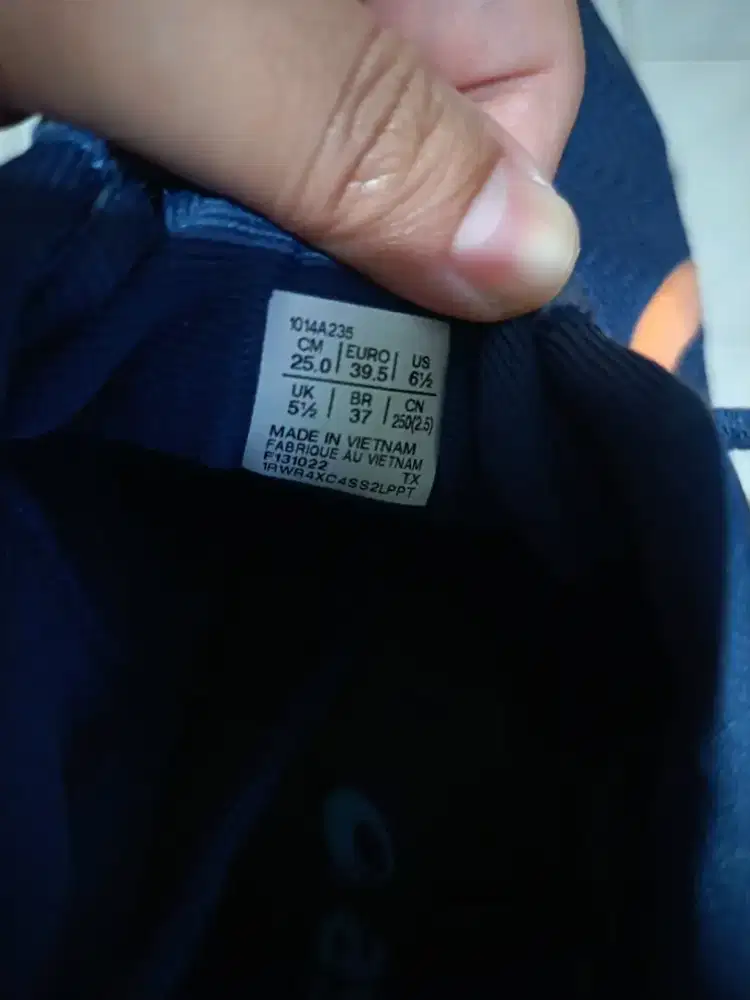 1014A235
CM | EURO | US
25.0 | 39.5 | 6½
UK | BR | CN
5½ | 37 | 250(2.5)
MADE IN VIETNAM
FABRIQUE AU VIETNAM
F131022 TX
1RWR4XC4SS2LPPT